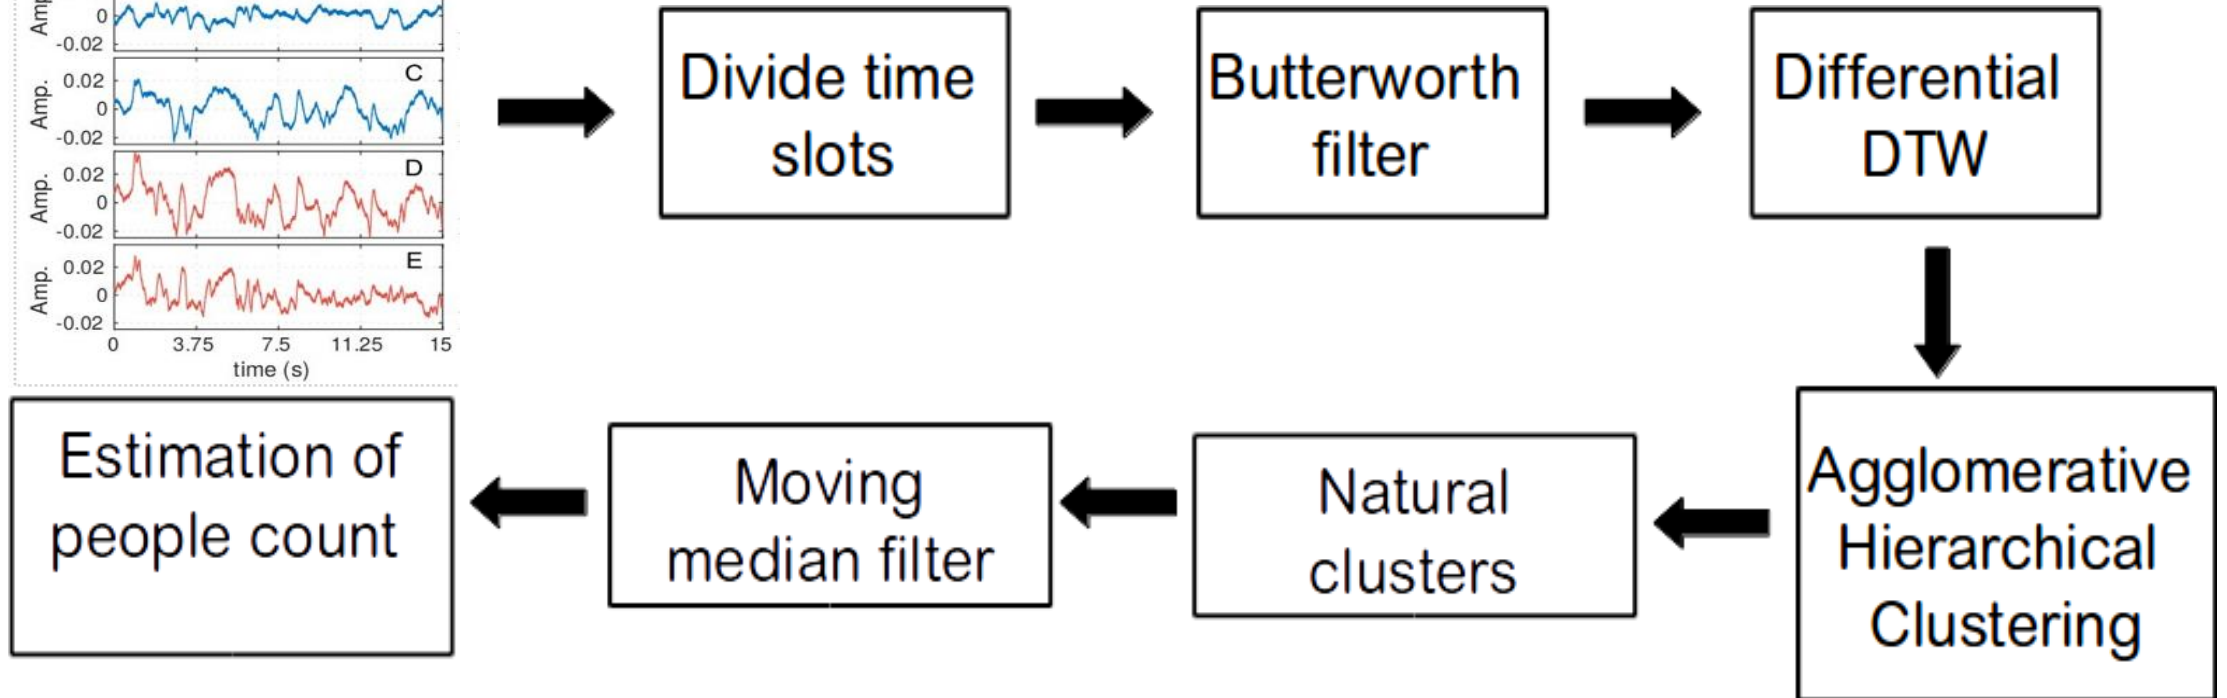 Amp
0
-0.02
C
0.02
0
-0.02
Amp.
D
0.02
0
-0.02
Amp.
E
0.02
0
-0.02
Amp.
0 3.75 7.5 11.25 15
time (s)
Divide time
slots
Butterworth
filter
Differential
DTW
Agglomerative
Hierarchical
Clustering
Natural
clusters
Moving
median filter
Estimation of
people count